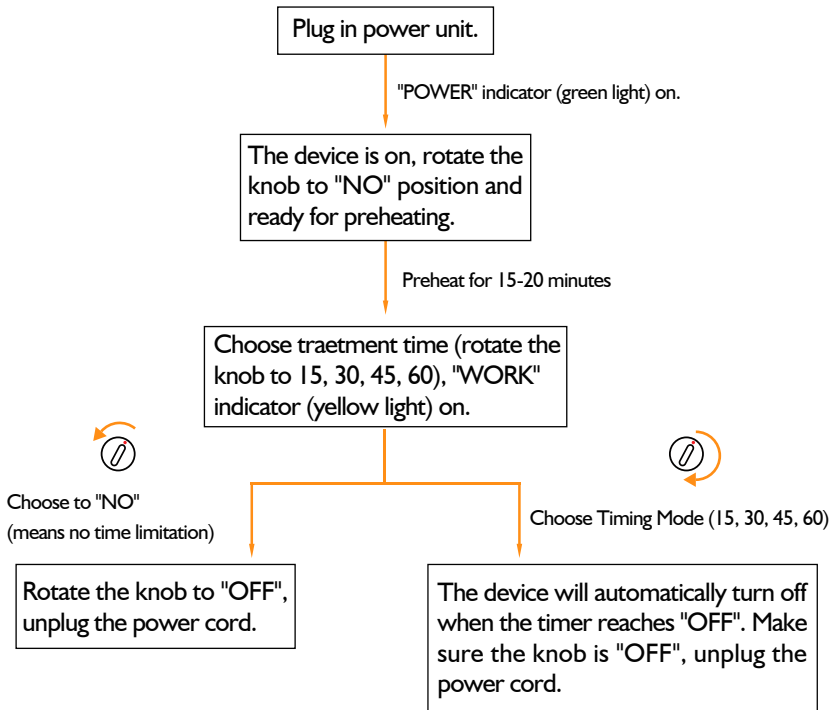 Plug in power unit.
"POWER" indicator (green light) on.
The device is on, rotate the
knob to "NO" position and
ready for preheating.
Preheat for 15-20 minutes
Choose traetment time (rotate the
knob to 15, 30, 45, 60), "WORK"
indicator (yellow light) on.
Choose to "NO"
(means no time limitation)
Choose Timing Mode (15, 30, 45, 60)
Rotate the knob to "OFF",
unplug the power cord.
The device will automatically turn off
when the timer reaches "OFF". Make
sure the knob is "OFF", unplug the
power cord.